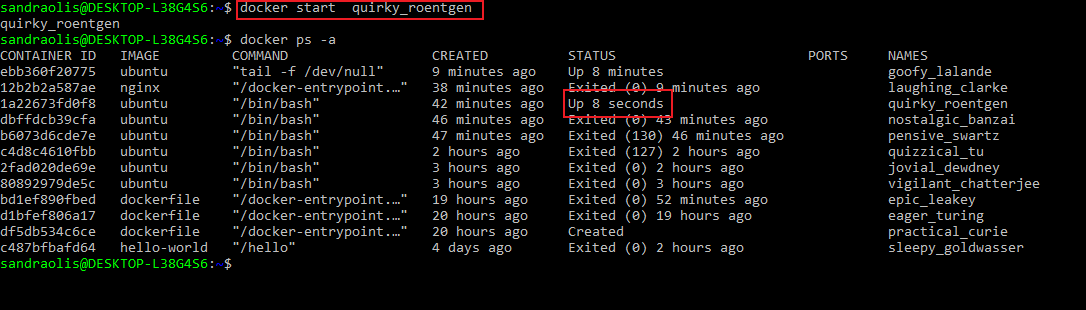 sandraolis@DESKTOP-L38G4S6:~$ docker start  quirky_roentgen
quirky_roentgen
sandraolis@DESKTOP-L38G4S6:~$ docker ps -a
CONTAINER ID   IMAGE         COMMAND                  CREATED          STATUS                        PORTS     NAMES
ebb360f20775   ubuntu        "tail -f /dev/null"      9 minutes ago    Up 8 minutes                            goofy_lalande
12b2b2a587ae   nginx         "/docker-entrypoint.…"   38 minutes ago   Exited (0) 9 minutes ago                laughing_clarke
1a22673fd0f8   ubuntu        "/bin/bash"              42 minutes ago   Up 8 seconds                            quirky_roentgen
dbffdcb39cfa   ubuntu        "/bin/bash"              46 minutes ago   Exited (0) 43 minutes ago               nostalgic_banzai
b6073d6cde7e   ubuntu        "/bin/bash"              47 minutes ago   Exited (130) 46 minutes ago             pensive_swartz
c4d8c4610fbb   ubuntu        "/bin/bash"              2 hours ago      Exited (127) 2 hours ago                quizzical_tu
2fad020de69e   ubuntu        "/bin/bash"              3 hours ago      Exited (0) 2 hours ago                  jovial_dewdney
80892979de5c   ubuntu        "/bin/bash"              3 hours ago      Exited (0) 3 hours ago                  vigilant_chatterjee
bd1ef890fbed   dockerfile    "/docker-entrypoint.…"   19 hours ago     Exited (0) 52 minutes ago               epic_leakey
d1bfef806a17   dockerfile    "/docker-entrypoint.…"   20 hours ago     Exited (0) 19 hours ago                 eager_turing
df5db534c6ce   dockerfile    "/docker-entrypoint.…"   20 hours ago     Created                                 practical_curie
c487bfbafd64   hello-world   "/hello"                 4 days ago       Exited (0) 2 hours ago                  sleepy_goldwasser
sandraolis@DESKTOP-L38G4S6:~$